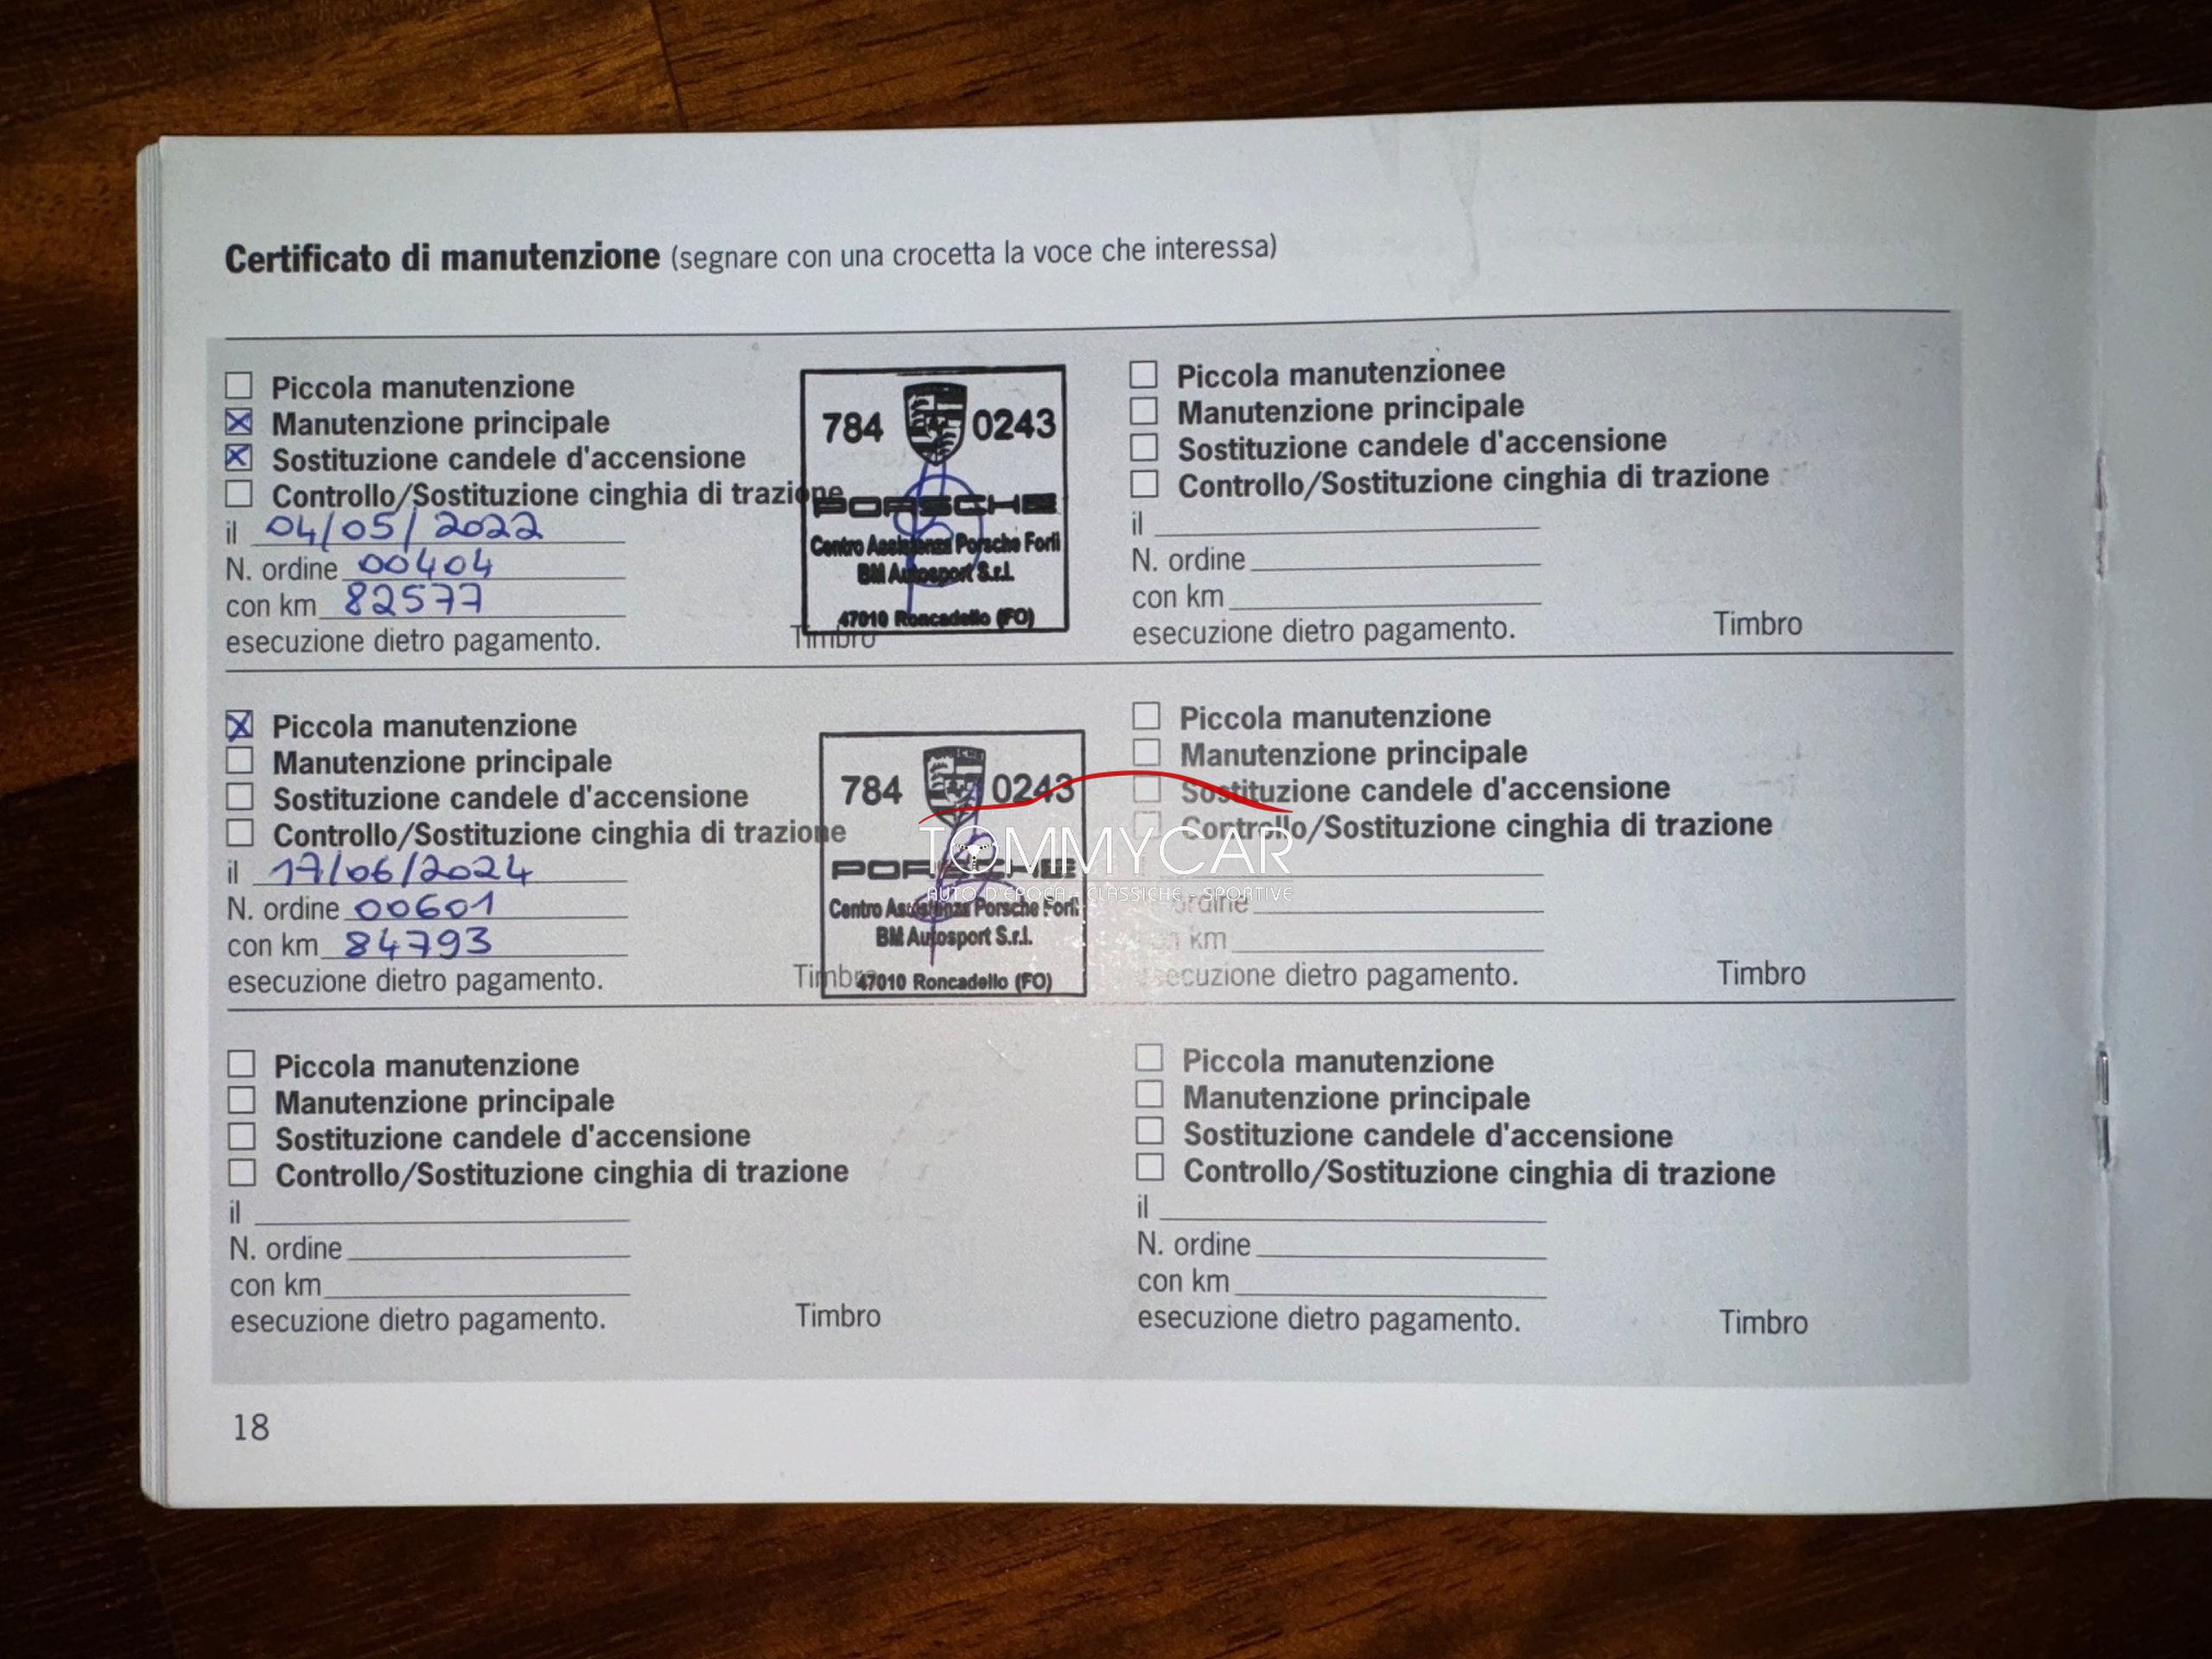 Certificato di manutenzione (segnare con una crocetta la voce che interessa)
Piccola manutenzione
Manutenzione principale
Sostituzione candele d'accensione
Controllo/Sostituzione cinghia di trazione
il 04/05/2022
N. ordine 00404
con km 82577
esecuzione dietro pagamento.
Timbro
784 0243
PORSCHE
Centro Assistenza Porsche Forlì
BM Autosport S.r.l.
47010 Roncadello (FO)
Piccola manutenzionee
Manutenzione principale
Sostituzione candele d'accensione
Controllo/Sostituzione cinghia di trazione
il
N. ordine
con km
esecuzione dietro pagamento.
Timbro
Piccola manutenzione
Manutenzione principale
Sostituzione candele d'accensione
Controllo/Sostituzione cinghia di trazione
il 17/06/2024
N. ordine 00601
con km 84793
esecuzione dietro pagamento.
Timbro
784 0243
PORSCHE
Centro Assistenza Porsche Forlì
BM Autosport S.r.l.
47010 Roncadello (FO)
TOMMYCAR
AUTO D'EPOCA - CLASSICHE - SPORTIVE
Piccola manutenzione
Manutenzione principale
Sostituzione candele d'accensione
Controllo/Sostituzione cinghia di trazione
ordine
km
esecuzione dietro pagamento.
Timbro
Piccola manutenzione
Manutenzione principale
Sostituzione candele d'accensione
Controllo/Sostituzione cinghia di trazione
il
N. ordine
con km
esecuzione dietro pagamento.
Timbro
Piccola manutenzione
Manutenzione principale
Sostituzione candele d'accensione
Controllo/Sostituzione cinghia di trazione
il
N. ordine
con km
esecuzione dietro pagamento.
Timbro
18